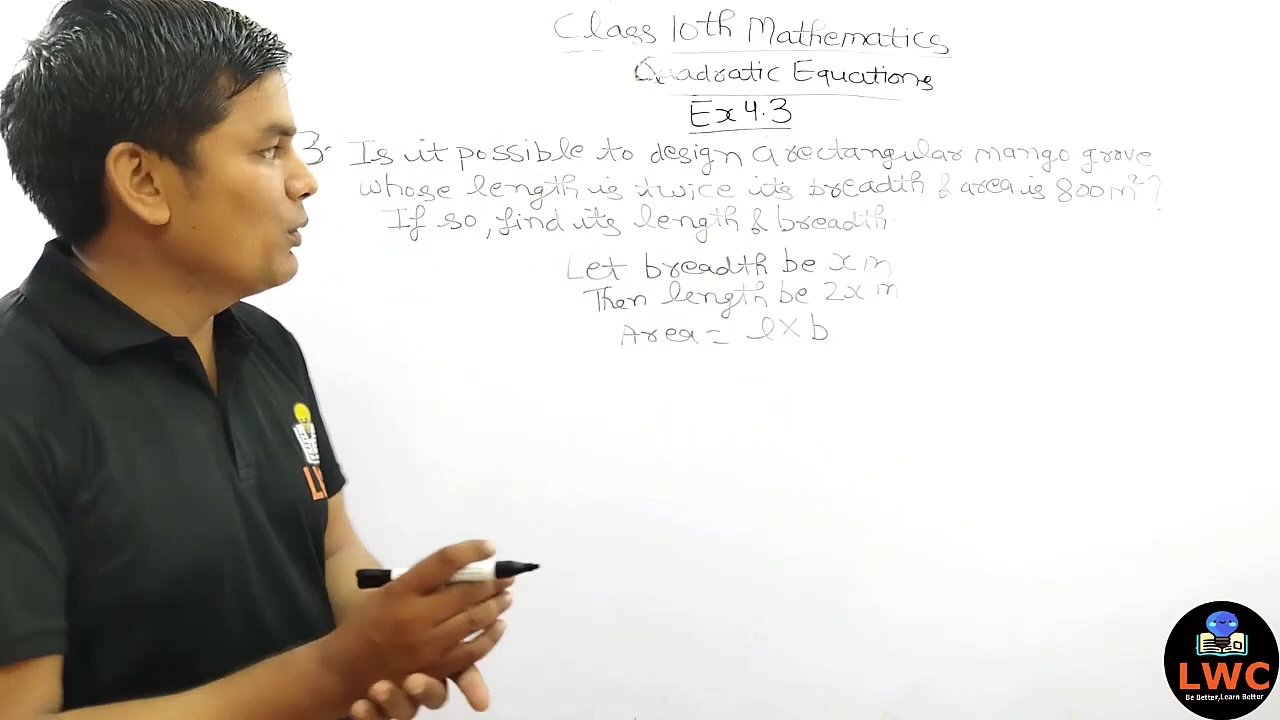 Class 10th Mathematics
Quadratic Equations
Ex 4.3
3. Is it possible to design a rectangular mango grove
whose length is twice its breadth & area is 800m²?
If so, find its length & breadth.
Let breadth be x m
Then length be 2x m
Area = l × b
LW
LWC
Be Better, Learn Better